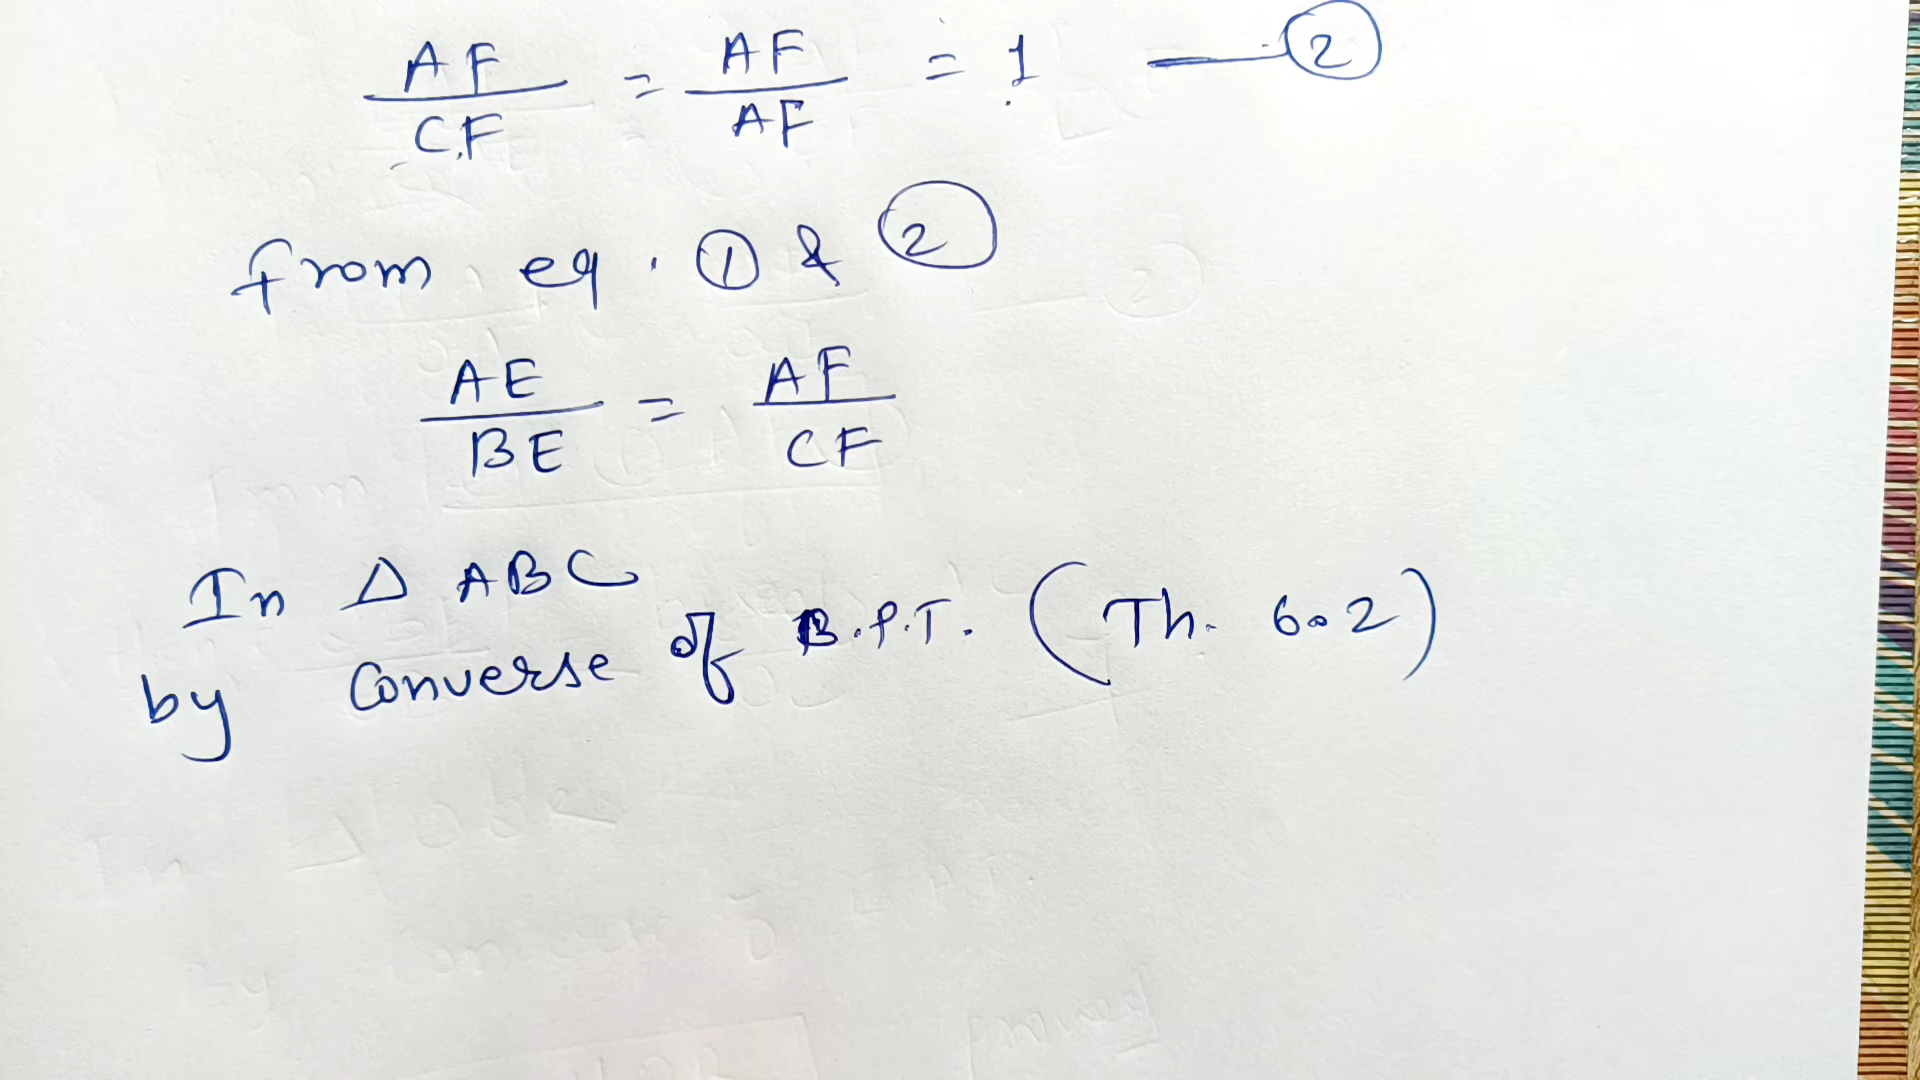 AF/CF = AF/AF = 1 — ②
from eq. ① & ②
AE/BE = AF/CF
In △ ABC
by Converse of B.P.T. (Th. 6.2)